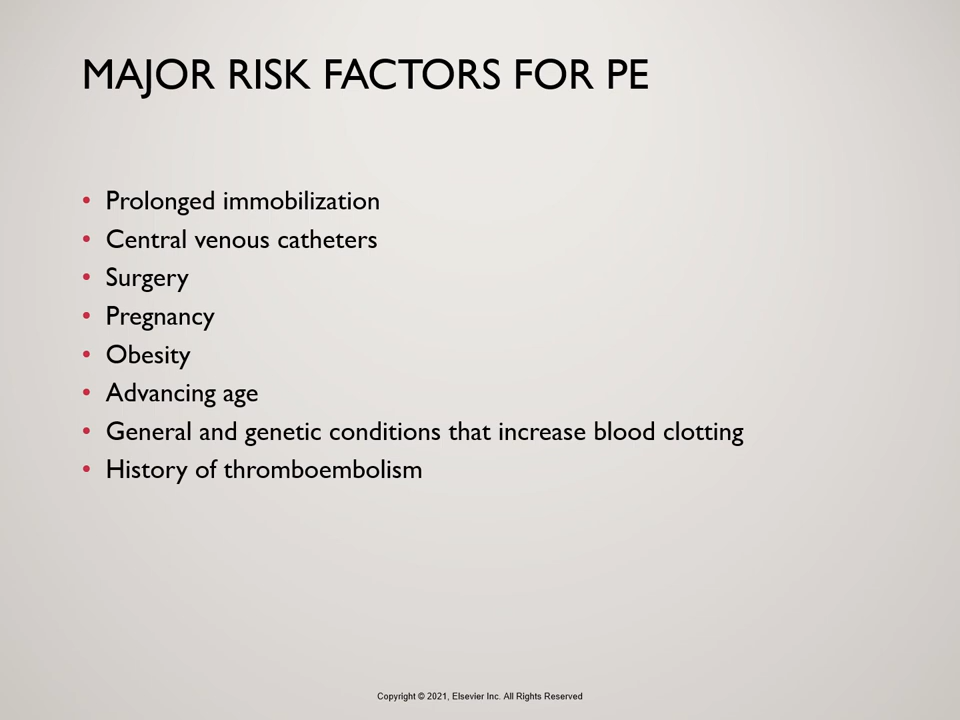 MAJOR RISK FACTORS FOR PE
• Prolonged immobilization
• Central venous catheters
• Surgery
• Pregnancy
• Obesity
• Advancing age
• General and genetic conditions that increase blood clotting
• History of thromboembolism
Copyright © 2021, Elsevier Inc. All Rights Reserved